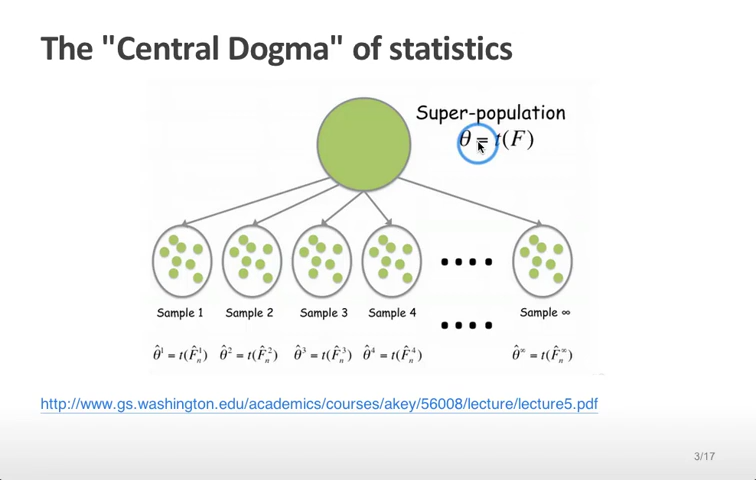 The "Central Dogma" of statistics
Super-population
θ = t(F)
Sample 1 Sample 2 Sample 3 Sample 4 Sample ∞
θ̂¹ = t(F̂ₙ¹) θ̂² = t(F̂ₙ²) θ̂³ = t(F̂ₙ³) θ̂⁴ = t(F̂ₙ⁴) θ̂^∞ = t(F̂ₙ^∞)
http://www.gs.washington.edu/academics/courses/akey/56008/lecture/lecture5.pdf
3/17